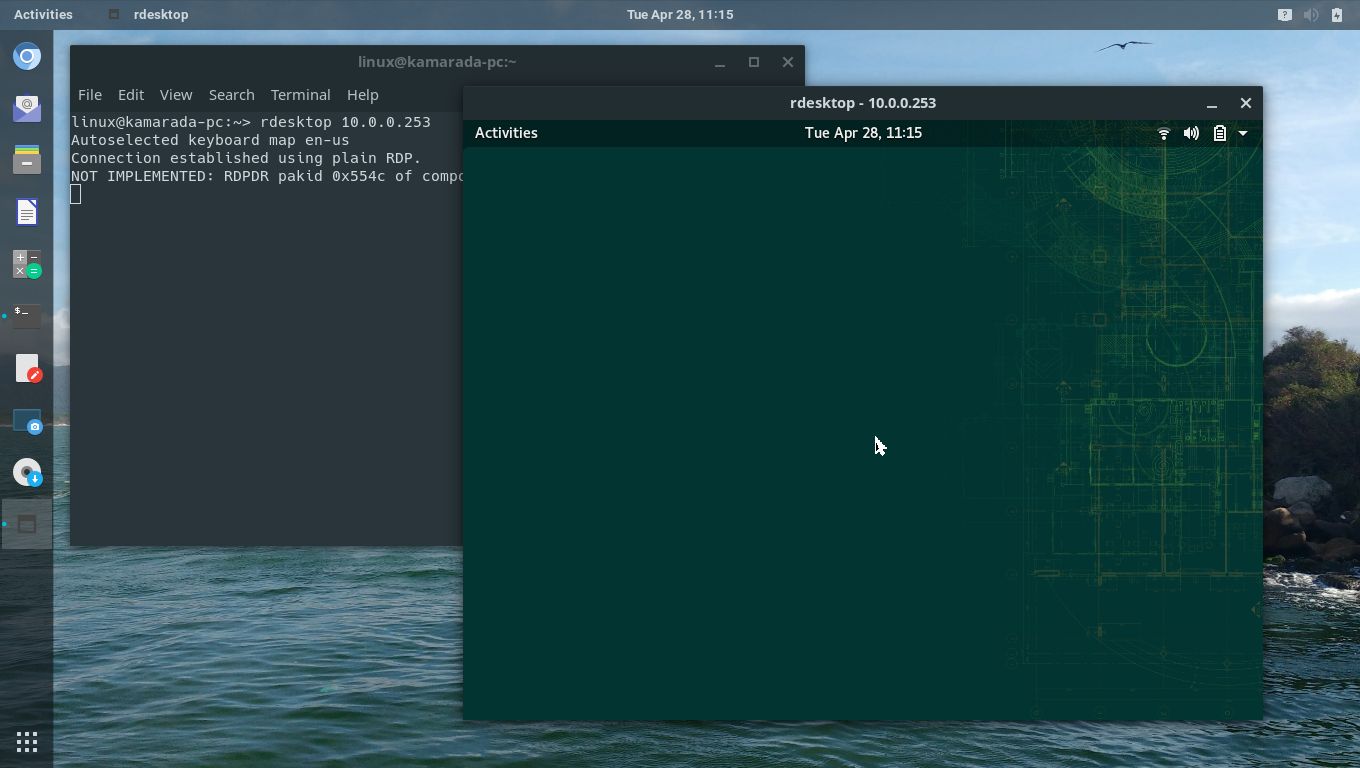 Activities rdesktop Tue Apr 28, 11:15
linux@kamarada-pc:~
File Edit View Search Terminal Help
linux@kamarada-pc:~> rdesktop 10.0.0.253
Autoselected keyboard map en-us
Connection established using plain RDP.
NOT IMPLEMENTED: RDPDR pakid 0x554c of compo
rdesktop - 10.0.0.253
Activities Tue Apr 28, 11:15